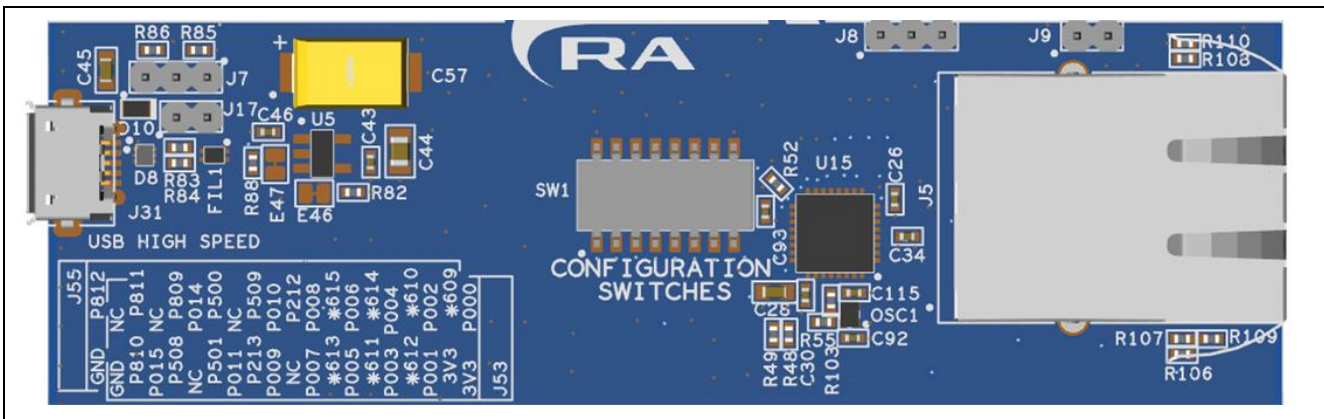 R86
R85
C45
J7
C57
RA
J8
J9
R110
R108
D10
J17
C46
U5
C43
C44
D8
R83
R84
FIL1
R88
E47
E46
R82
J31
USB HIGH SPEED
SW1
R52
U15
C26
J5
C93
C34
CONFIGURATION
SWITCHES
C28
C115
OSC1
R55
C92
R49
R48
C30
R103
R107
R109
R106
J55
P812
P811
P809
P014
P500
P509
P010
P212
P008
*615
P006
*614
P004
*610
P002
*609
P000
GND
NC
NC
NC
GND
P810
P015
P508
NC
P501
P011
P213
P009
NC
P007
*613
P005
*611
P003
*612
P001
3V3
3V3
J53